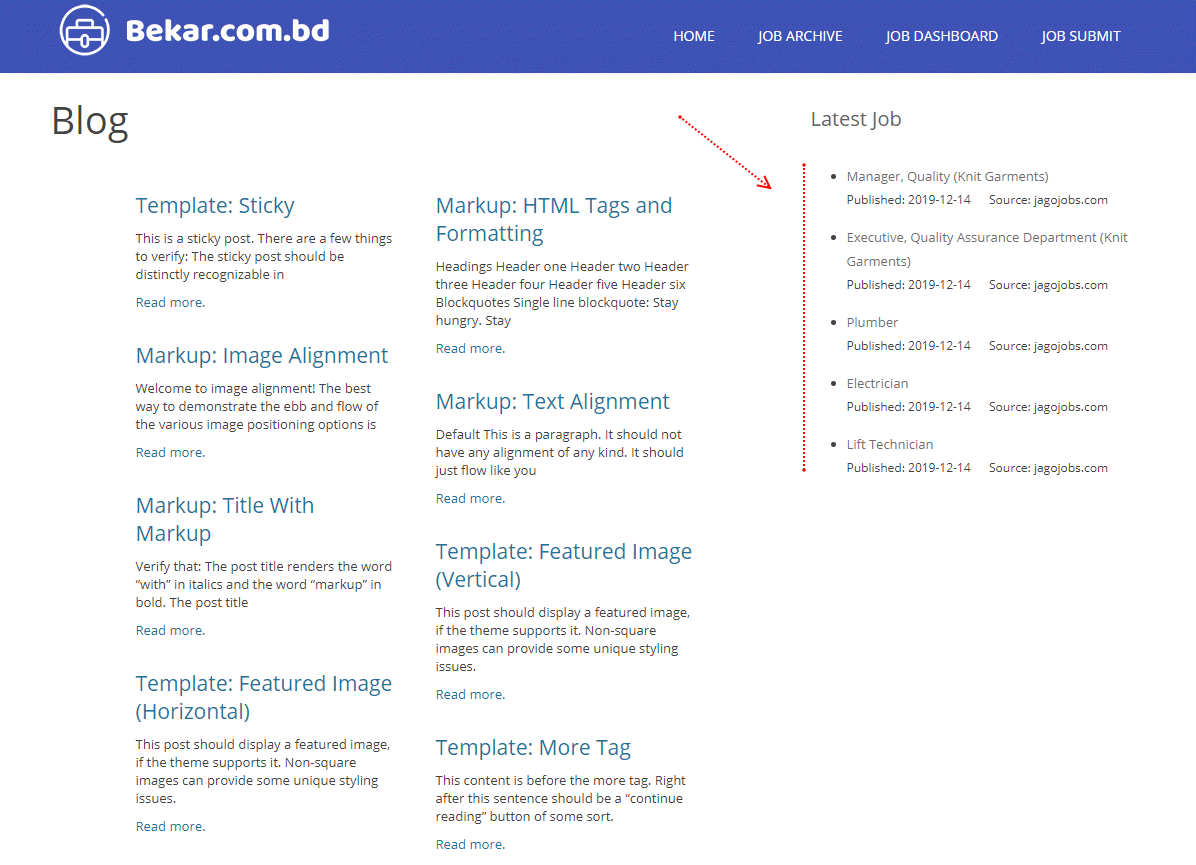 Bekar.com.bd
HOME
JOB ARCHIVE
JOB DASHBOARD
JOB SUBMIT
Blog
Template: Sticky
This is a sticky post. There are a few things
to verify: The sticky post should be
distinctly recognizable in
Read more.
Markup: Image Alignment
Welcome to image alignment! The best
way to demonstrate the ebb and flow of
the various image positioning options is
Read more.
Markup: Title With
Markup
Verify that: The post title renders the word
“with” in italics and the word “markup” in
bold. The post title
Read more.
Template: Featured Image
(Horizontal)
This post should display a featured image,
if the theme supports it. Non-square
images can provide some unique styling
issues.
Read more.
Markup: HTML Tags and
Formatting
Headings Header one Header two Header
three Header four Header five Header six
Blockquotes Single line blockquote: Stay
hungry. Stay
Read more.
Markup: Text Alignment
Default This is a paragraph. It should not
have any alignment of any kind. It should
just flow like you
Read more.
Template: Featured Image
(Vertical)
This post should display a featured image,
if the theme supports it. Non-square
images can provide some unique styling
issues.
Read more.
Template: More Tag
This content is before the more tag. Right
after this sentence should be a “continue
reading” button of some sort.
Read more.
Latest Job
Manager, Quality (Knit Garments)
Published: 2019-12-14 Source: jagojobs.com
Executive, Quality Assurance Department (Knit
Garments)
Published: 2019-12-14 Source: jagojobs.com
Plumber
Published: 2019-12-14 Source: jagojobs.com
Electrician
Published: 2019-12-14 Source: jagojobs.com
Lift Technician
Published: 2019-12-14 Source: jagojobs.com